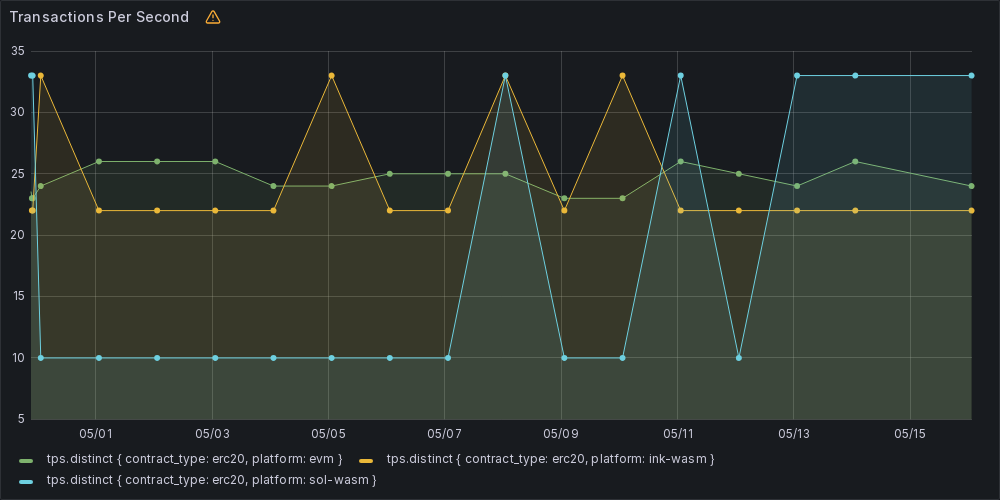 Transactions Per Second
35
30
25
20
15
10
5
05/01 05/03 05/05 05/07 05/09 05/11 05/13 05/15
tps.distinct { contract_type: erc20, platform: evm } tps.distinct { contract_type: erc20, platform: ink-wasm }
tps.distinct { contract_type: erc20, platform: sol-wasm }